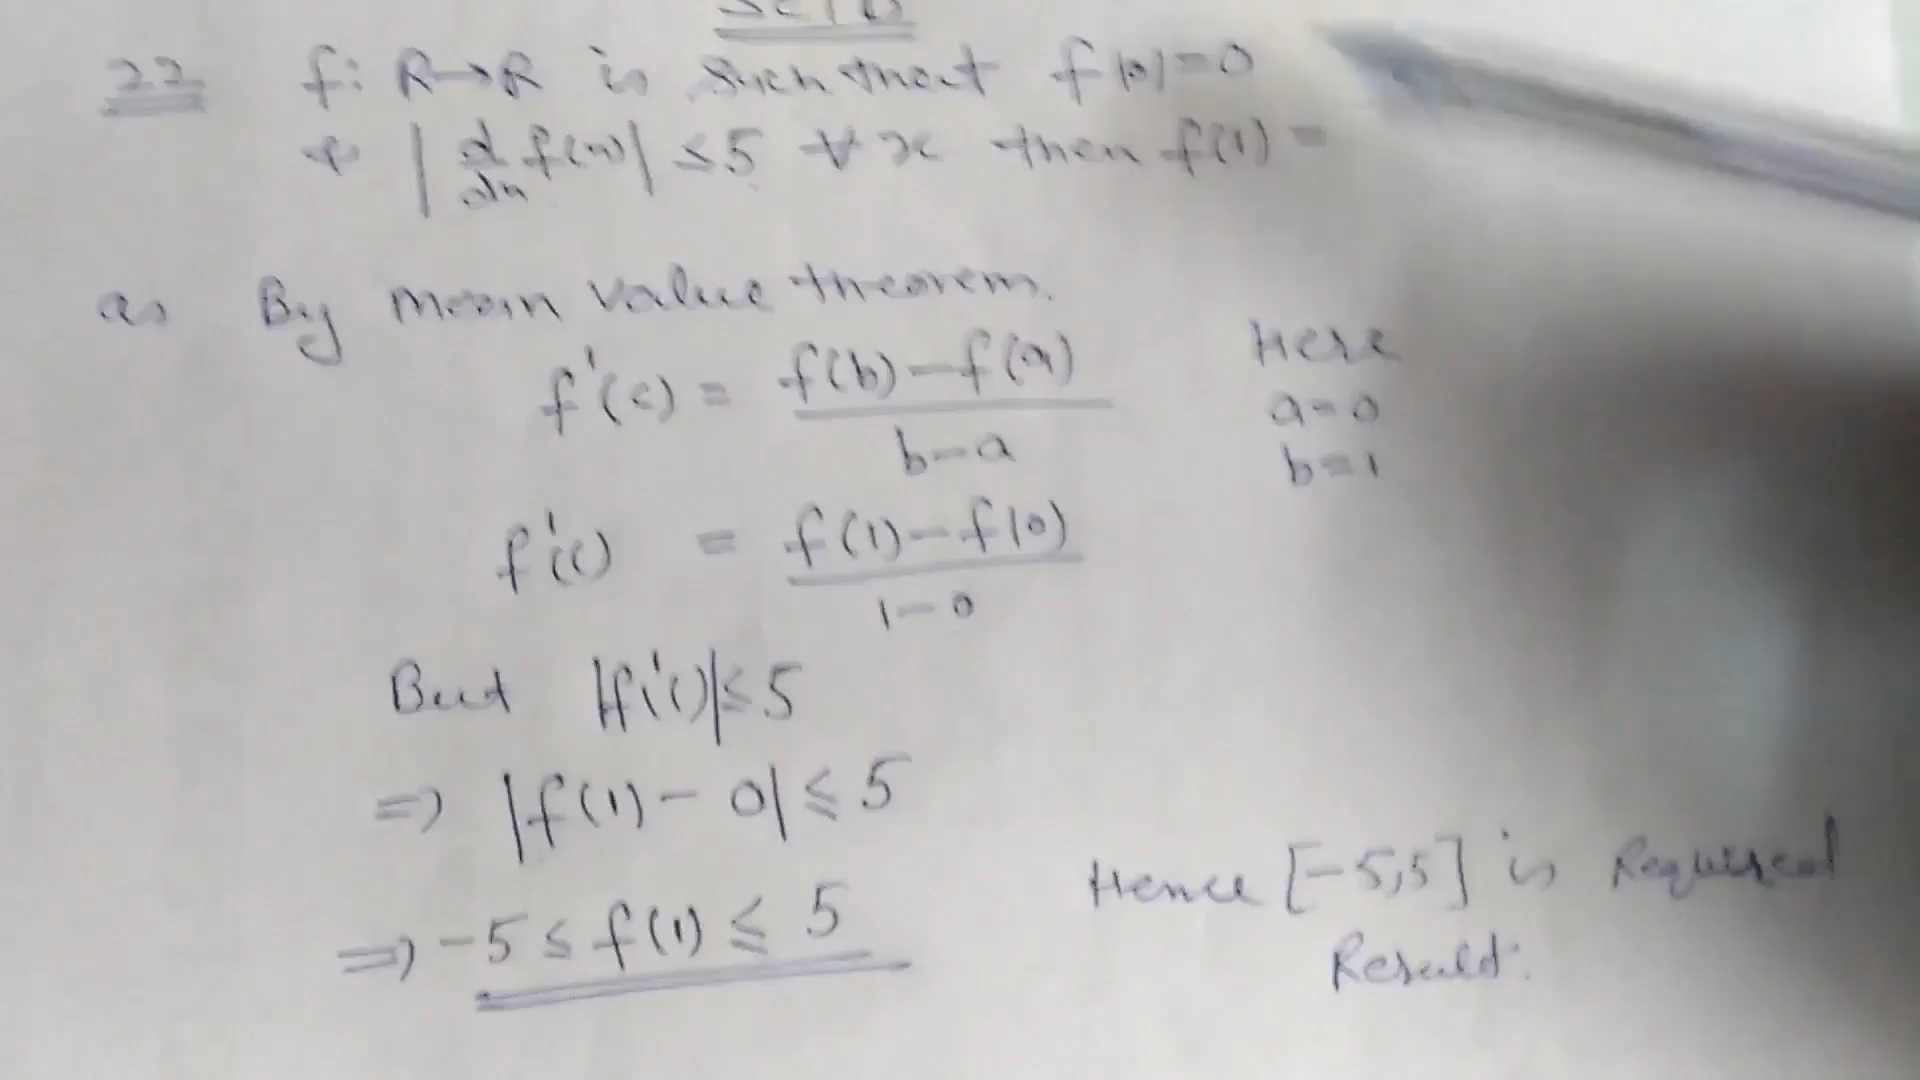 22 f: R→R is such that f(0)=0
& |d/dx f(x)| ≤ 5 ∀ x then f(1) =
as By mean value theorem.
f'(c) = f(b)-f(a) / b-a
Here
a=0
b=1
f'(c) = f(1)-f(0) / 1-0
But |f'(c)| ≤ 5
=> |f(1)-0| ≤ 5
=> -5 ≤ f(1) ≤ 5
Hence [-5,5] is Required
Result.